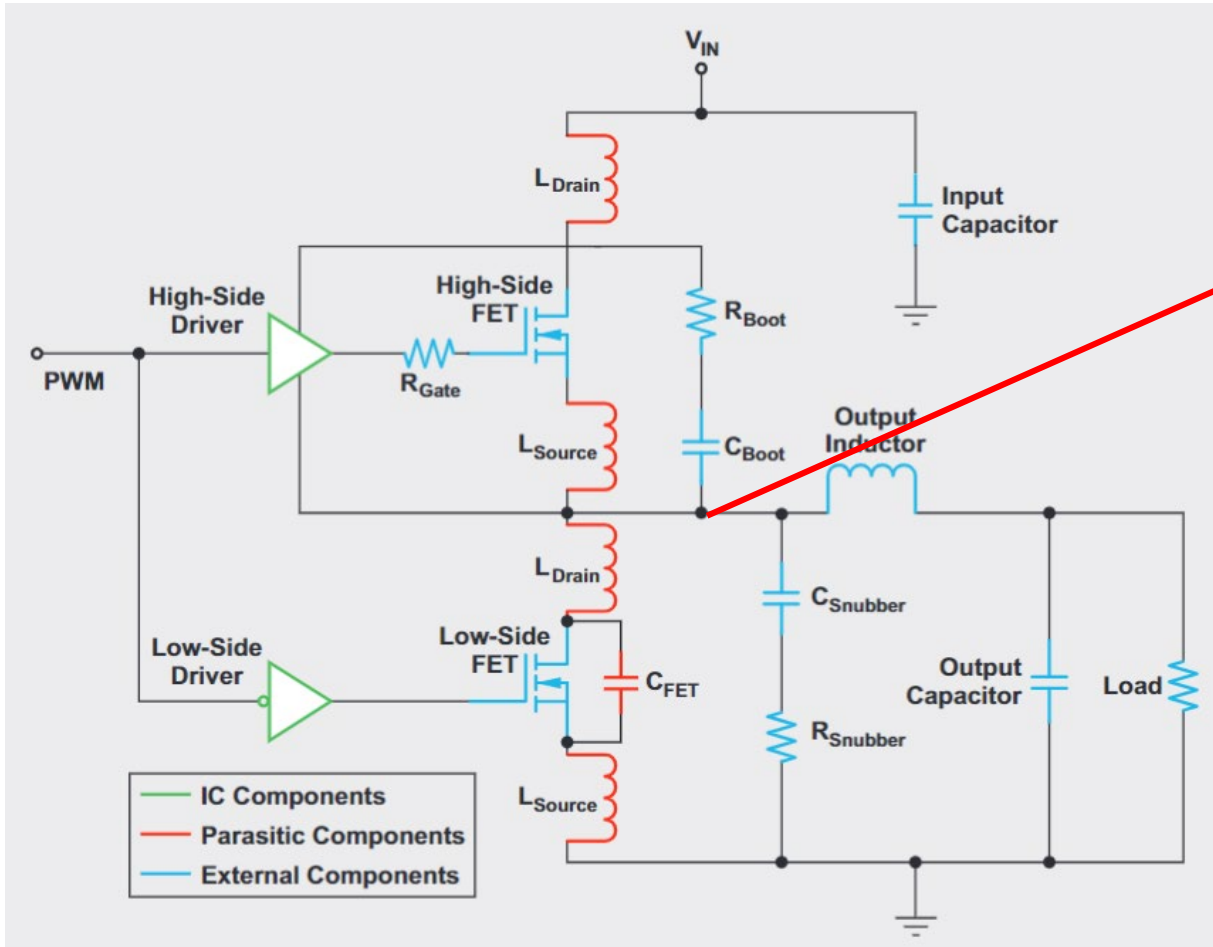 VIN
LDrain
Input
Capacitor
High-Side
FET
High-Side
Driver
RBoot
PWM
RGate
Output
Inductor
LSource
CBoot
LDrain
CSnubber
Low-Side
FET
Low-Side
Driver
CFET
Output
Capacitor
Load
RSnubber
LSource
IC Components
Parasitic Components
External Components